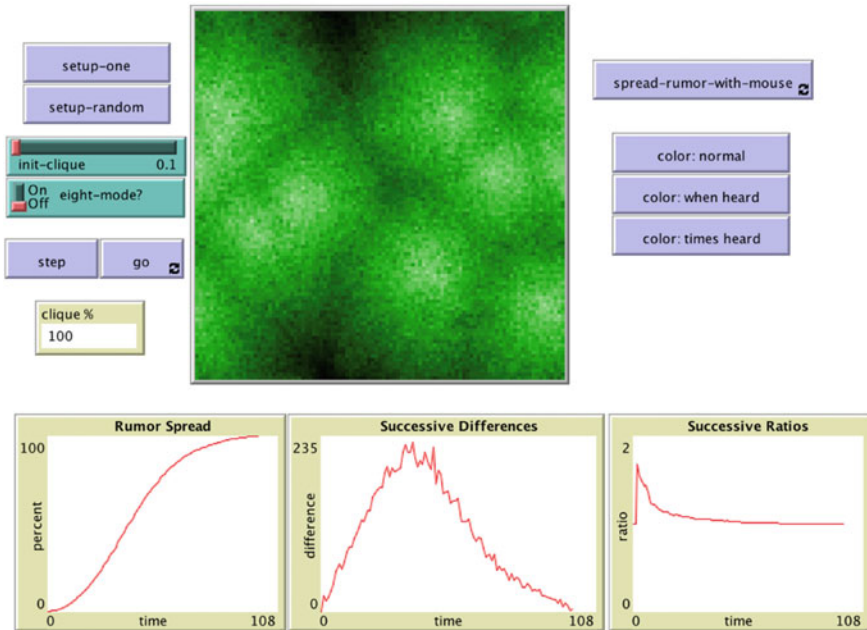 setup-one
setup-random
init-clique 0.1
On
Off
eight-mode?
step
go
clique %
100
spread-rumor-with-mouse
color: normal
color: when heard
color: times heard
Rumor Spread
100
percent
0
0
time
108
Successive Differences
235
difference
0
0
time
108
Successive Ratios
2
ratio
0
0
time
108